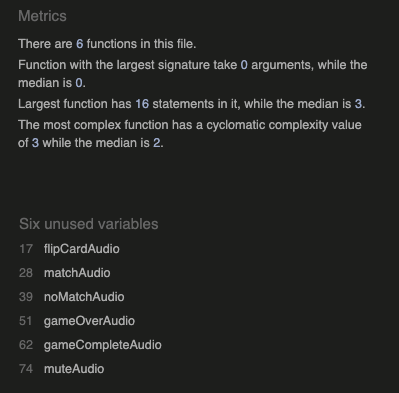 Metrics
There are 6 functions in this file.
Function with the largest signature take 0 arguments, while the
median is 0.
Largest function has 16 statements in it, while the median is 3.
The most complex function has a cyclomatic complexity value
of 3 while the median is 2.
Six unused variables
17 flipCardAudio
28 matchAudio
39 noMatchAudio
51 gameOverAudio
62 gameCompleteAudio
74 muteAudio